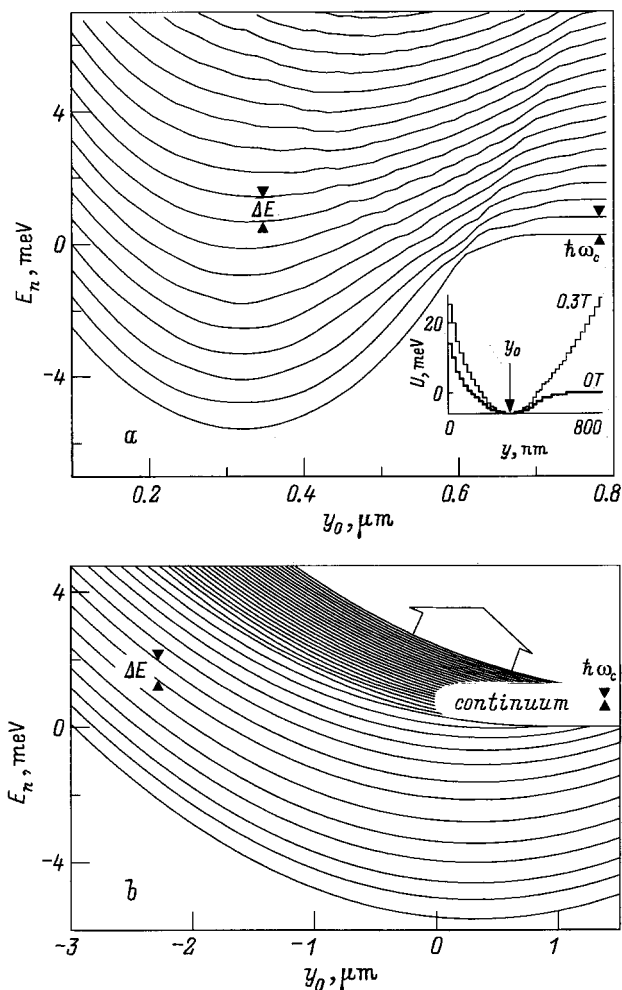 4
0
-4
E_n, meV
ΔE
ħω_c
a
20
0
U, meV
y_0
0.3T
0T
0
800
y, nm
0.2
0.4
0.6
0.8
y_0, μm
4
0
-4
E_n, meV
ΔE
ħω_c
continuum
b
-3
-2
-1
0
1
y_0, μm